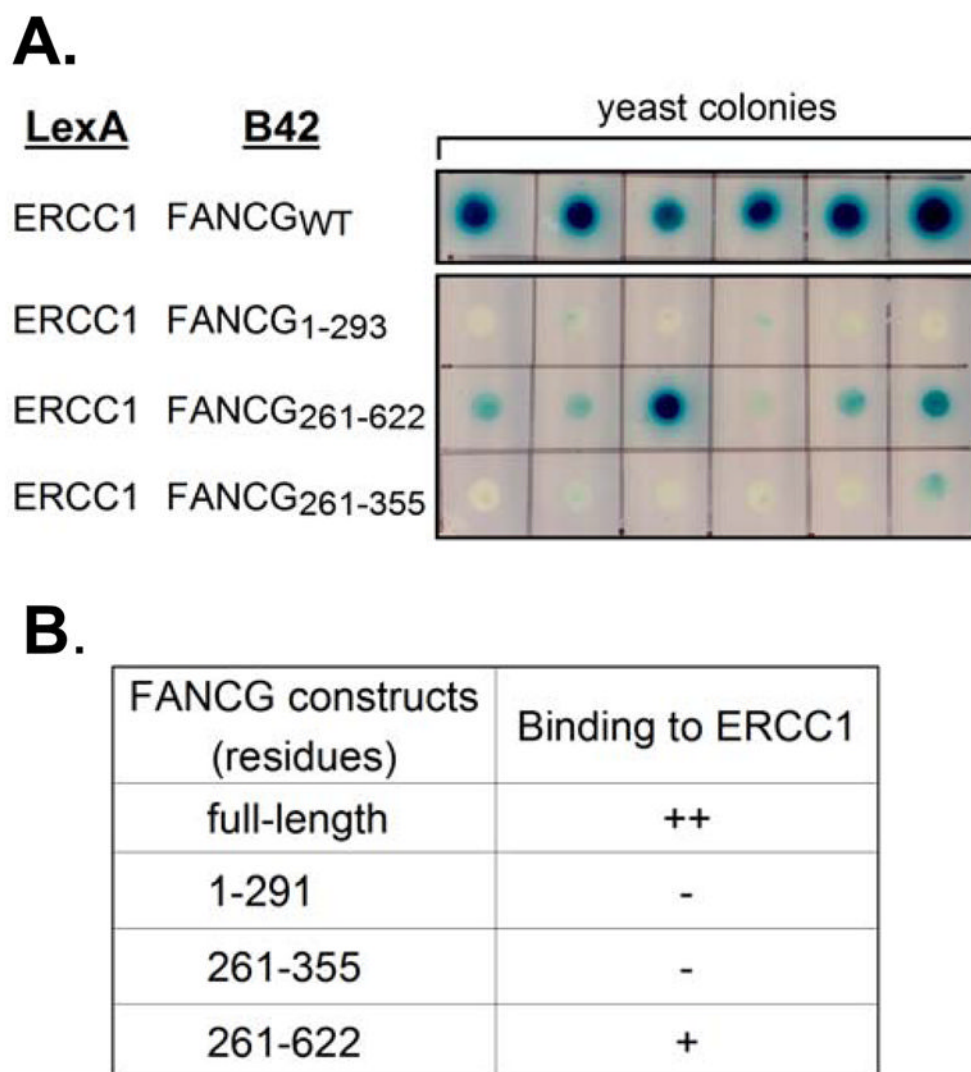 A.
LexA B42
yeast colonies
ERCC1 FANCGWT
ERCC1 FANCG1-293
ERCC1 FANCG261-622
ERCC1 FANCG261-355
B.
FANCG constructs
(residues)
Binding to ERCC1
full-length ++
1-291 -
261-355 -
261-622 +